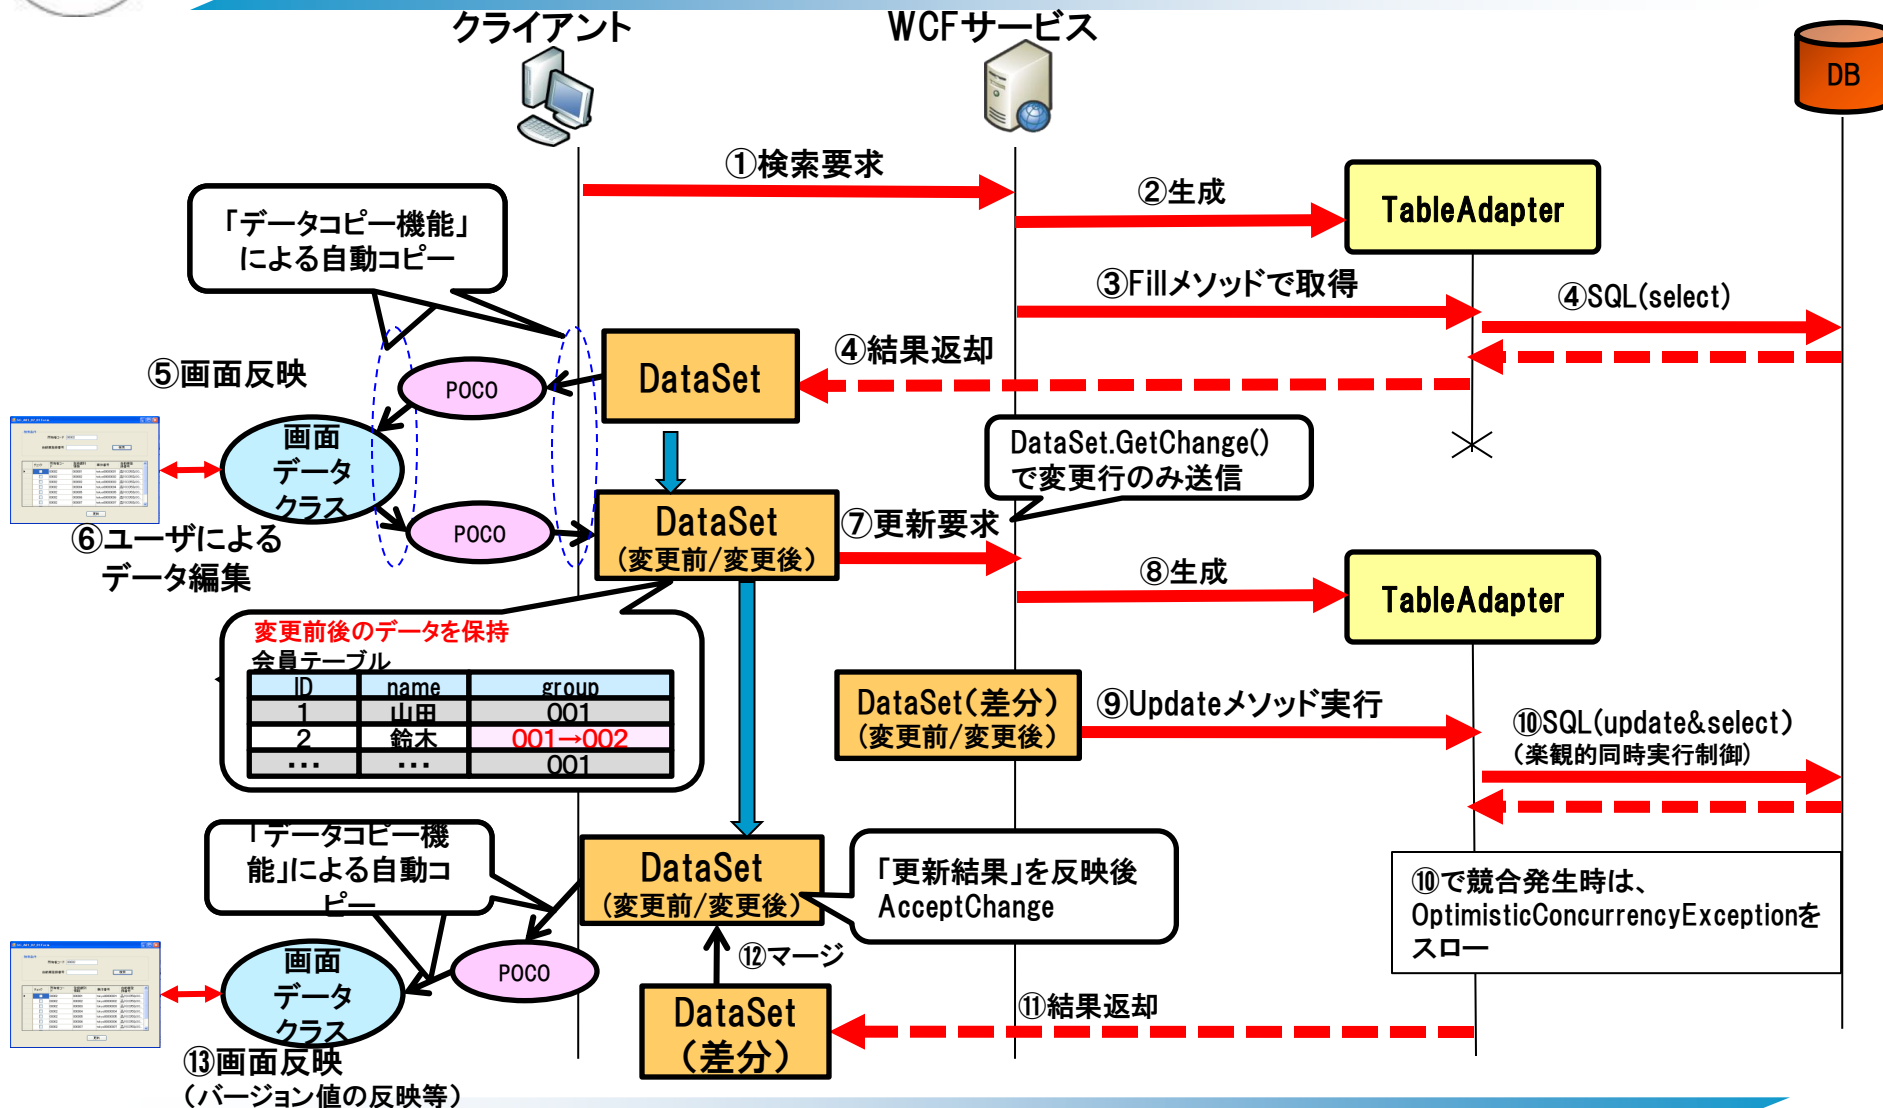 クライアント
WCFサービス
DB
①検索要求
②生成
TableAdapter
「データコピー機能」
による自動コピー
③Fillメソッドで取得
④SQL(select)
④結果返却
DataSet
⑤画面反映
POCO
画面
データ
クラス
DataSet.GetChange()
で変更行のみ送信
POCO
DataSet
(変更前/変更後)
⑦更新要求
⑥ユーザによる
データ編集
⑧生成
TableAdapter
変更前後のデータを保持
会員テーブル
ID name group
1 山田 001
2 鈴木 001→002
… … 001
DataSet(差分)
(変更前/変更後)
⑨Updateメソッド実行
⑩SQL(update&select)
(楽観的同時実行制御)
「データコピー機
能」による自動コ
ピー
DataSet
(変更前/変更後)
「更新結果」を反映後
AcceptChange
⑩で競合発生時は、
OptimisticConcurrencyExceptionを
スロー
⑫マージ
POCO
画面
データ
クラス
DataSet
(差分)
⑪結果返却
⑬画面反映
(バージョン値の反映等)